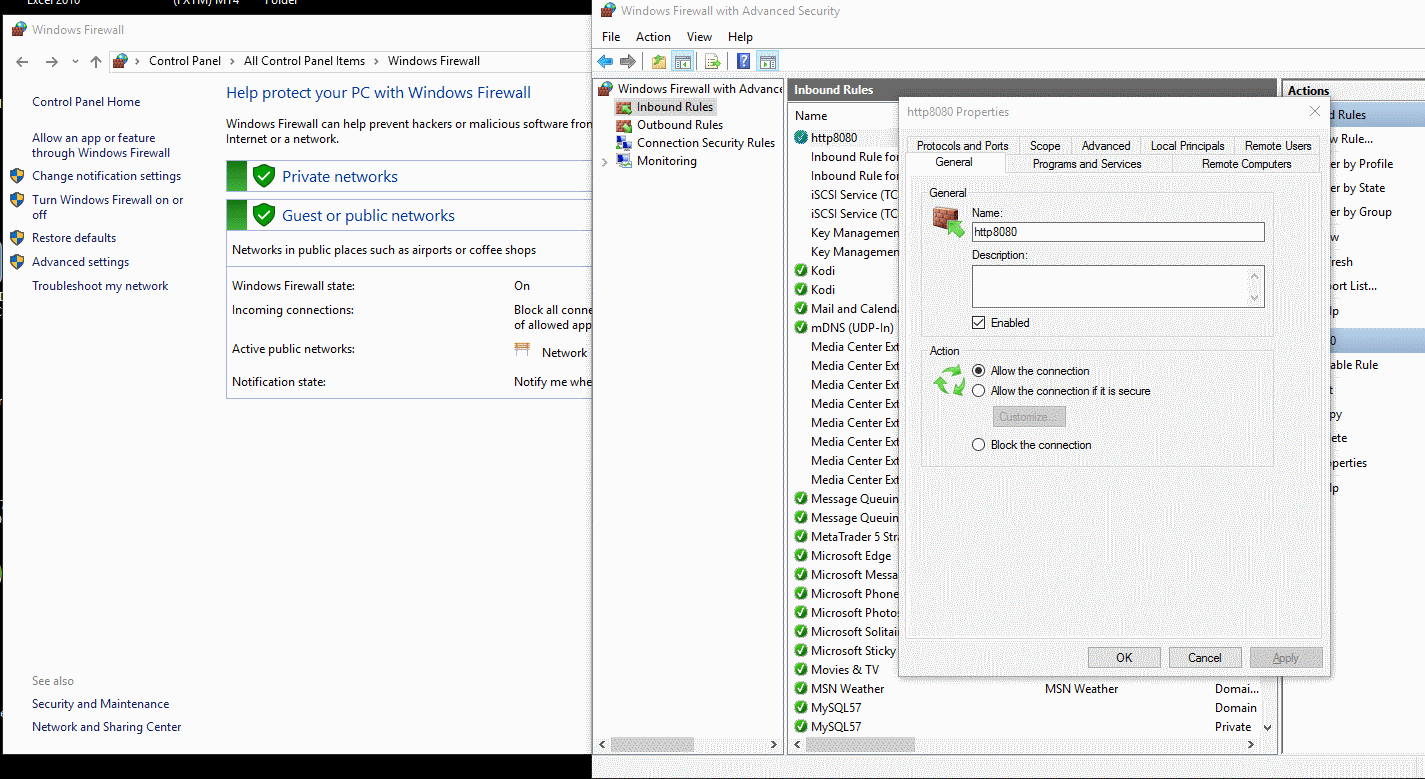 Excel 2010
(FXTM) MT4
Folder
Windows Firewall
Control Panel
All Control Panel Items
Windows Firewall
Control Panel Home
Allow an app or feature
through Windows Firewall
Change notification settings
Turn Windows Firewall on or
off
Restore defaults
Advanced settings
Troubleshoot my network
See also
Security and Maintenance
Network and Sharing Center
Help protect your PC with Windows Firewall
Windows Firewall can help prevent hackers or malicious software from
Internet or a network.
Private networks
Guest or public networks
Networks in public places such as airports or coffee shops
Windows Firewall state: On
Incoming connections: Block all conne
of allowed app
Active public networks: Network
Notification state: Notify me whe
Windows Firewall with Advanced Security
File Action View Help
Windows Firewall with Advance
Inbound Rules
Outbound Rules
Connection Security Rules
Monitoring
Inbound Rules
Name
http8080
Inbound Rule for
Inbound Rule for
iSCSI Service (TC
iSCSI Service (TC
Key Managemen
Key Managemen
Kodi
Kodi
Mail and Calenda
mDNS (UDP-In)
Media Center Ext
Media Center Ext
Media Center Ext
Media Center Ext
Media Center Ext
Media Center Ext
Media Center Ext
Media Center Ext
Message Queuin
Message Queuin
MetaTrader 5 Stra
Microsoft Edge
Microsoft Messa
Microsoft Phone
Microsoft Photos
Microsoft Solitai
Microsoft Sticky
Movies & TV
MSN Weather MSN Weather Domai...
MySQL57 Domain
MySQL57 Private
http8080 Properties
Protocols and Ports Scope Advanced Local Principals Remote Users
General Programs and Services Remote Computers
General
Name:
http8080
Description:
Enabled
Action
Allow the connection
Allow the connection if it is secure
Customize...
Block the connection
OK Cancel Apply
Actions
d Rules
w Rule...
er by Profile
er by State
er by Group
w
resh
ort List...
lp
0
able Rule
t
py
ete
operties
lp